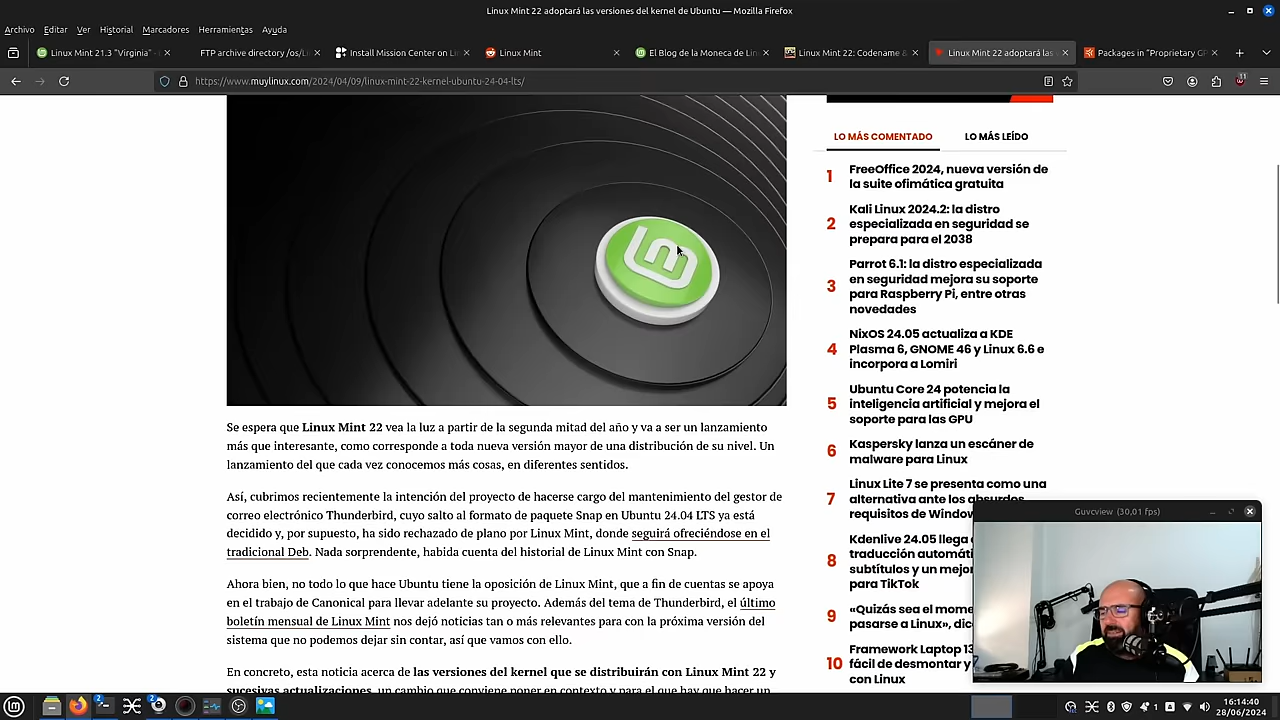 Linux Mint 22 adoptará las versiones del kernel de Ubuntu — Mozilla Firefox
Archivo Editar Ver Historial Marcadores Herramientas Ayuda
Linux Mint 21.3 "Virginia" -
FTP archive directory /os/l
Install Mission Center on L
Linux Mint
El Blog de la Moneca de Li
Linux Mint 22: Codename &
Linux Mint 22 adoptará las
Packages in "Proprietary G
https://www.muylinux.com/2024/04/09/linux-mint-22-kernel-ubuntu-24-04-lts/
11
Se espera que Linux Mint 22 vea la luz a partir de la segunda mitad del año y va a ser un lanzamiento
más que interesante, como corresponde a toda nueva versión mayor de una distribución de su nivel. Un
lanzamiento del que cada vez conocemos más cosas, en diferentes sentidos.
Así, cubrimos recientemente la intención del proyecto de hacerse cargo del mantenimiento del gestor de
correo electrónico Thunderbird, cuyo salto al formato de paquete Snap en Ubuntu 24.04 LTS ya está
decidido y, por supuesto, ha sido rechazado de plano por Linux Mint, donde seguirá ofreciéndose en el
tradicional Deb. Nada sorprendente, habida cuenta del historial de Linux Mint con Snap.
Ahora bien, no todo lo que hace Ubuntu tiene la oposición de Linux Mint, que a fin de cuentas se apoya
en el trabajo de Canonical para llevar adelante su proyecto. Además del tema de Thunderbird, el último
boletín mensual de Linux Mint nos dejó noticias tan o más relevantes para con la próxima versión del
sistema que no podemos dejar sin contar, así que vamos con ello.
En concreto, esta noticia acerca de las versiones del kernel que se distribuirán con Linux Mint 22 y
sucesivas actualizaciones, un cambio que conviene poner en contexto y para el que hay que hacer un
LO MÁS COMENTADO
LO MÁS LEÍDO
1 FreeOffice 2024, nueva versión de
la suite ofimática gratuita
2 Kali Linux 2024.2: la distro
especializada en seguridad se
prepara para el 2038
3 Parrot 6.1: la distro especializada
en seguridad mejora su soporte
para Raspberry Pi, entre otras
novedades
4 NixOS 24.05 actualiza a KDE
Plasma 6, GNOME 46 y Linux 6.6 e
incorpora a Lomiri
5 Ubuntu Core 24 potencia la
inteligencia artificial y mejora el
soporte para las GPU
6 Kaspersky lanza un escáner de
malware para Linux
7 Linux Lite 7 se presenta como una
alternativa ante los absurdos
requisitos de Window
8 Kdenlive 24.05 llega
traducción automáti
subtítulos y un mejor
para TikTok
9 «Quizás sea el mome
pasarse a Linux», dic
10 Framework Laptop 13
fácil de desmontar y
con Linux
Guvcview (30,01 fps)
2
2
1
16:14:40
28/06/2024